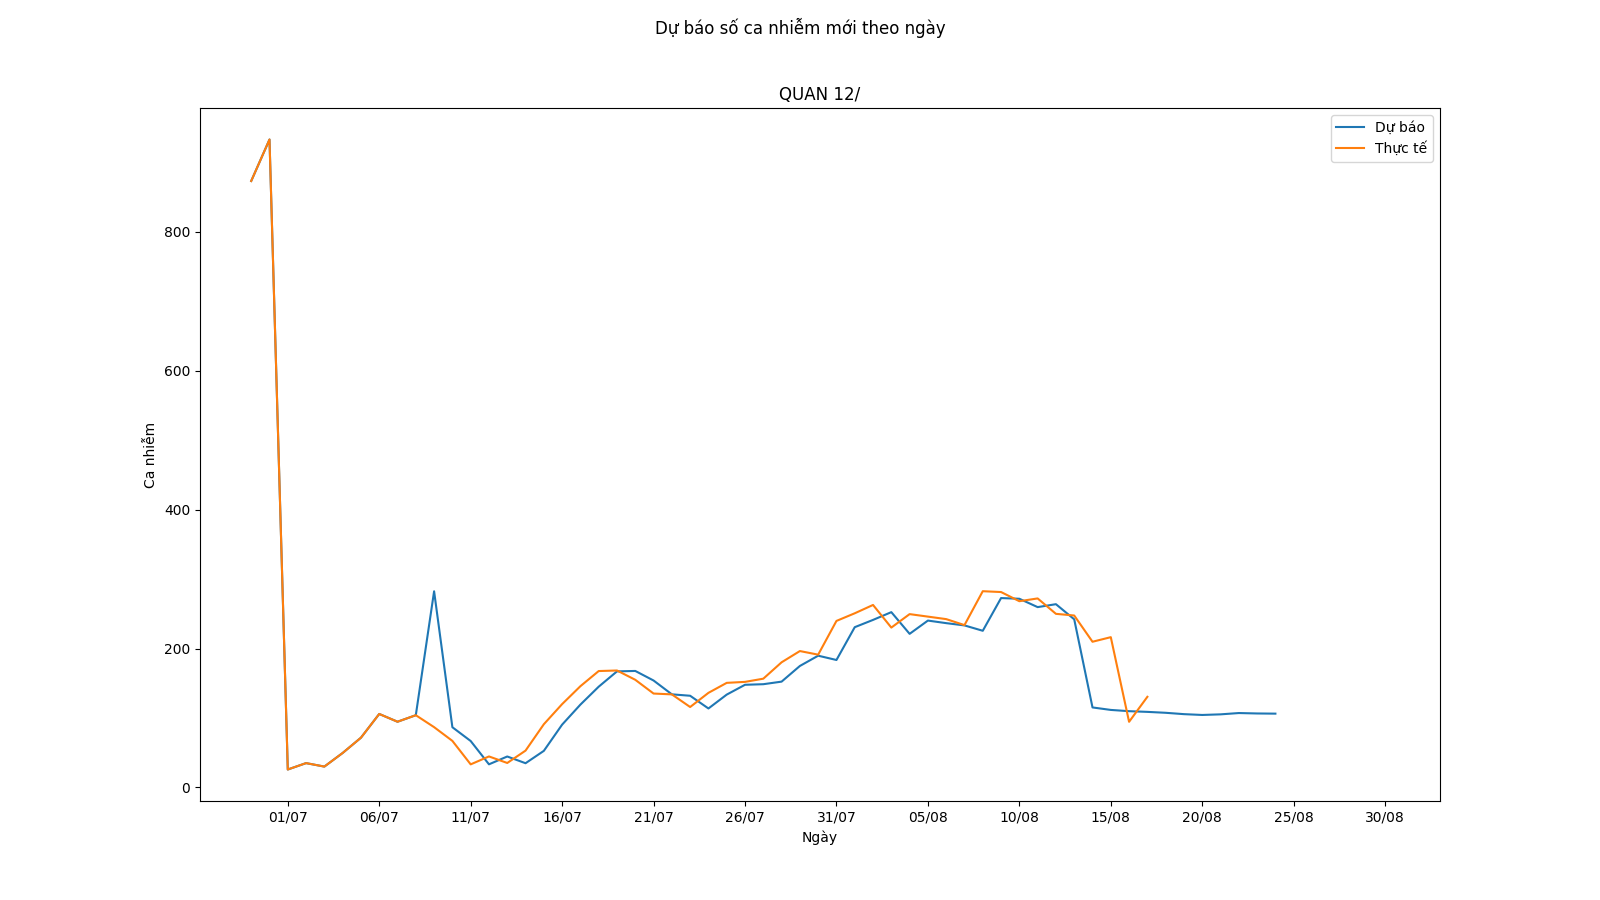 Dự báo số ca nhiễm mới theo ngày
QUAN 12/
Dự báo
Thực tế
800
600
400
200
0
Ca nhiễm
01/07 06/07 11/07 16/07 21/07 26/07 31/07 05/08 10/08 15/08 20/08 25/08 30/08
Ngày